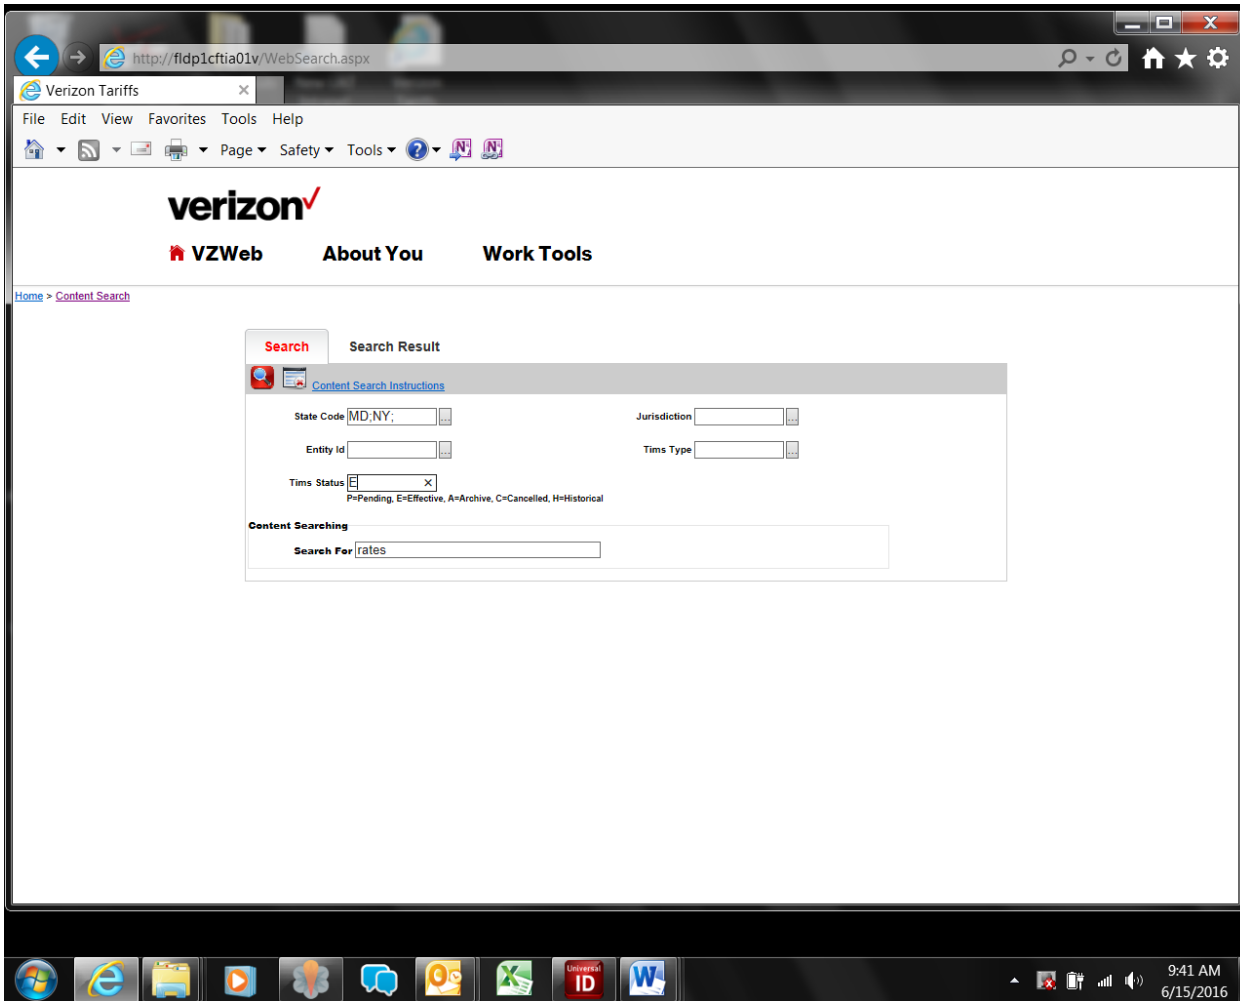 http://fldp1cftia01v/WebSearch.aspx
Verizon Tariffs
File Edit View Favorites Tools Help
Page Safety Tools
verizon
VZWeb About You Work Tools
Home > Content Search
Search Search Result
Content Search Instructions
State Code MD;NY; ... Jurisdiction ...
Entity Id ... Tims Type ...
Tims Status E
P=Pending, E=Effective, A=Archive, C=Cancelled, H=Historical
Content Searching
Search For rates
Universal
ID
9:41 AM
6/15/2016